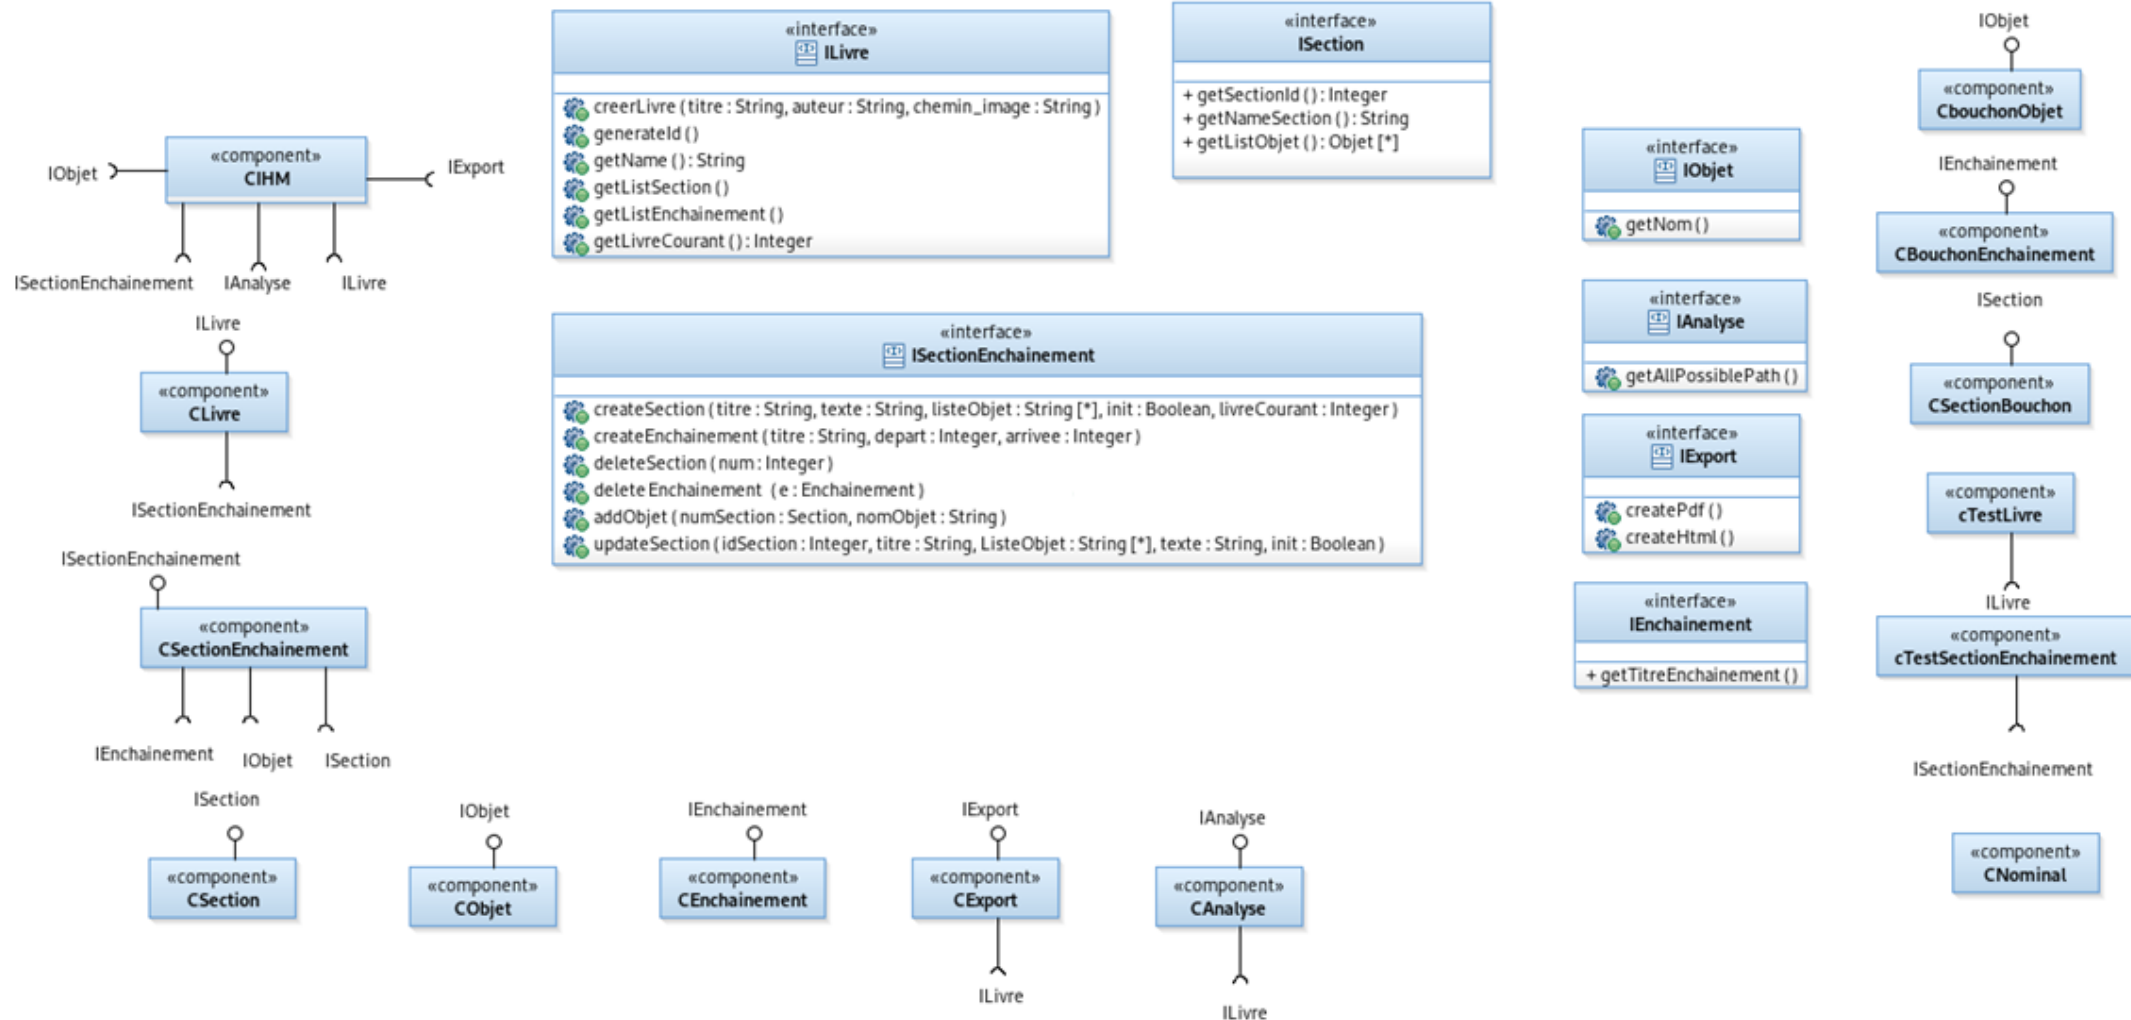 IObjet
«component»
CIHM
IExport
ISectionEnchainement
IAnalyse
ILivre
ILivre
«component»
CLivre
ISectionEnchainement
ISectionEnchainement
«component»
CSectionEnchainement
IEnchainement
IObjet
ISection
ISection
«component»
CSection
IObjet
«component»
CObjet
IEnchainement
«component»
CEnchainement
IExport
«component»
CExport
ILivre
IAnalyse
«component»
CAnalyse
ILivre
«interface»
ILivre
creerLivre ( titre : String, auteur : String, chemin_image : String )
generateId ( )
getName ( ) : String
getListSection ( )
getListEnchainement ( )
getLivreCourant ( ) : Integer
«interface»
ISection
+ getSectionId ( ) : Integer
+ getNameSection ( ) : String
+ getListObjet ( ) : Objet [*]
«interface»
ISectionEnchainement
createSection ( titre : String, texte : String, listeObjet : String [*], init : Boolean, livreCourant : Integer )
createEnchainement ( titre : String, depart : Integer, arrivee : Integer )
deleteSection ( num : Integer )
delete Enchainement ( e : Enchainement )
addObjet ( numSection : Section, nomObjet : String )
updateSection ( idSection : Integer, titre : String, ListeObjet : String [*], texte : String, init : Boolean )
«interface»
IObjet
getNom ( )
«interface»
IAnalyse
getAllPossiblePath ( )
«interface»
IExport
createPdf ( )
createHtml ( )
«interface»
IEnchainement
+ getTitreEnchainement ( )
IObjet
«component»
CbouchonObjet
IEnchainement
«component»
CBouchonEnchainement
ISection
«component»
CSectionBouchon
«component»
cTestLivre
ILivre
«component»
cTestSectionEnchainement
ISectionEnchainement
«component»
CNominal